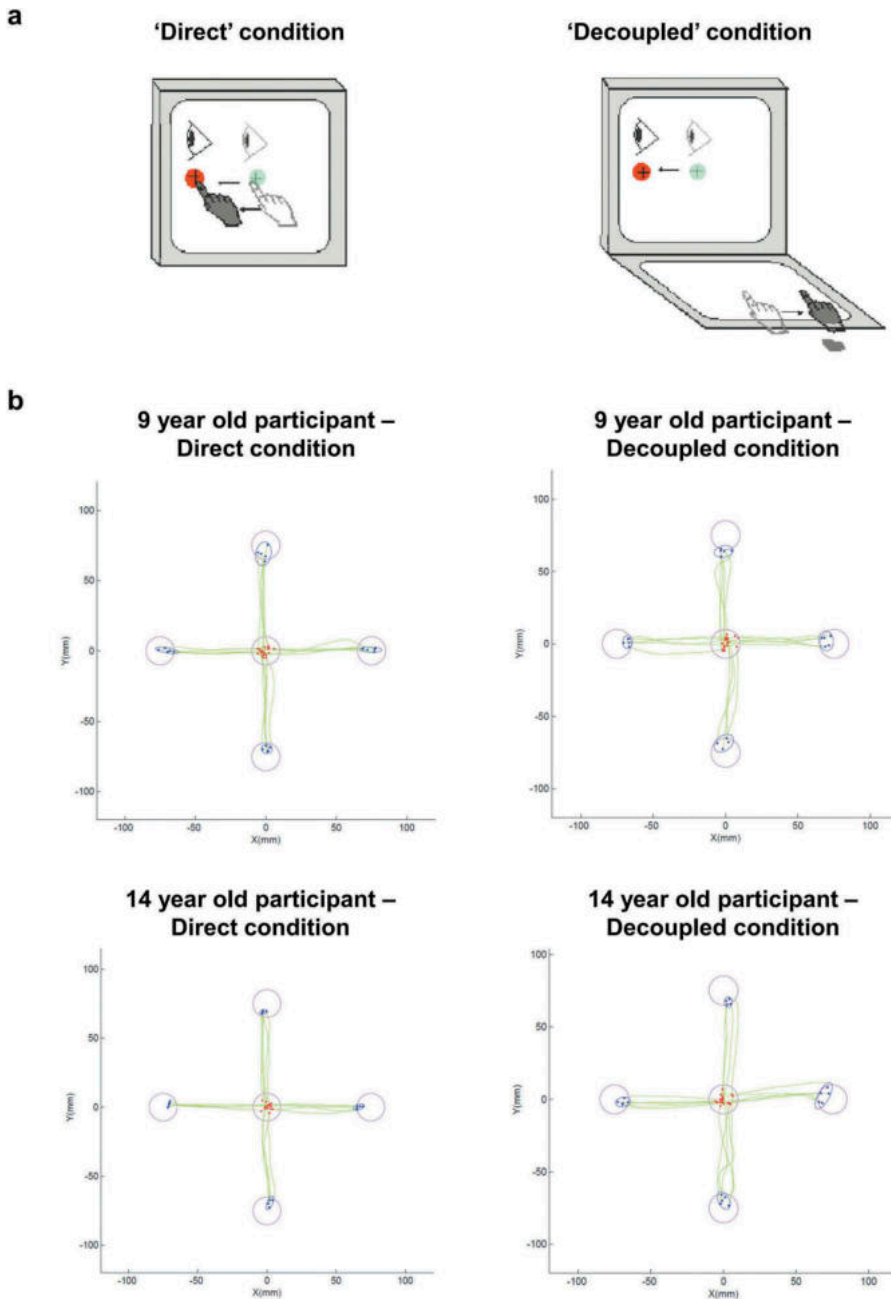 a
'Direct' condition
'Decoupled' condition
b
9 year old participant –
Direct condition
9 year old participant –
Decoupled condition
100
50
0
-50
-100
Y(mm)
-100
-50
0
50
100
X(mm)
100
50
0
-50
-100
Y(mm)
-100
-50
0
50
100
X(mm)
14 year old participant –
Direct condition
14 year old participant –
Decoupled condition
100
50
0
-50
-100
Y(mm)
-100
-50
0
50
100
X(mm)
100
50
0
-50
-100
Y(mm)
-100
-50
0
50
100
X(mm)